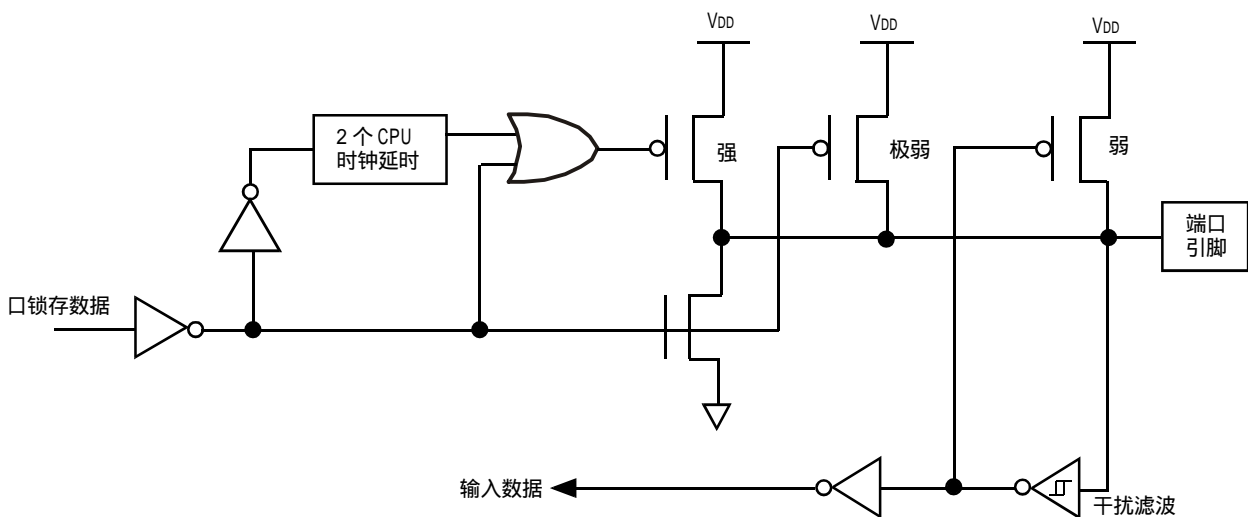 VDD
VDD
VDD
2 个 CPU
时钟延时
强
极弱
弱
端口
引脚
口锁存数据
输入数据
干扰滤波